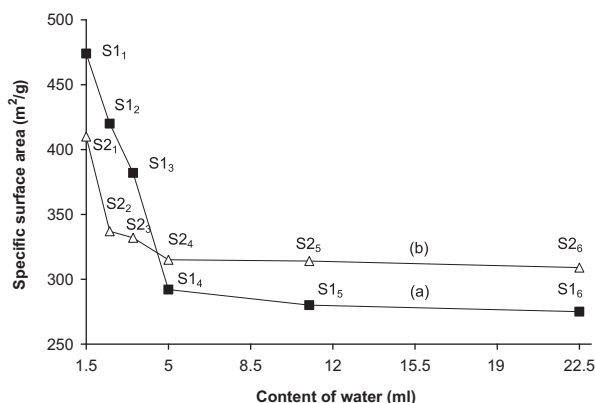 500
450
400
350
300
250
Specific surface area (m²/g)
S1₁
S1₂
S2₁
S1₃
S2₂
S2₃
S2₄
S2₅
(b)
S2₆
S1₄
S1₅
(a)
S1₆
1.5 5 8.5 12 15.5 19 22.5
Content of water (ml)